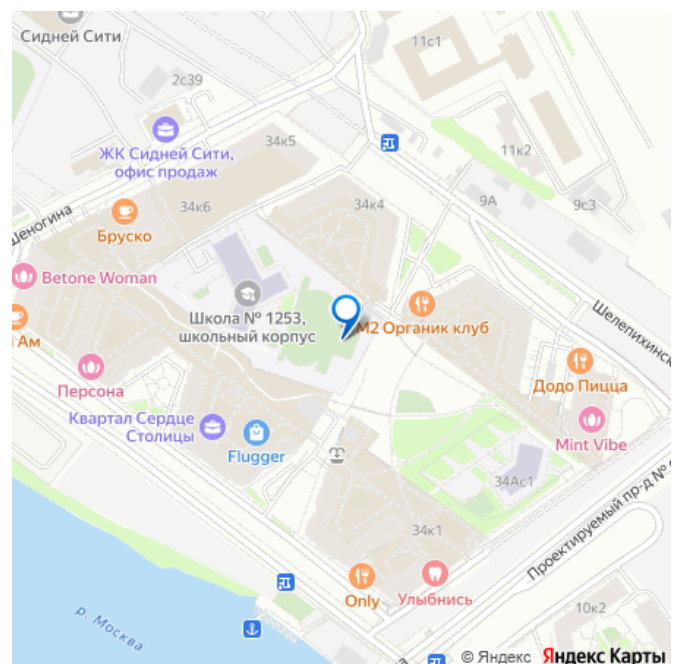 Сидней Сити
11с1
2с39
34к5
ЖК Сидней Сити,
офис продаж
11к2
9А
9с3
34к6
34к4
Шеногина
Бруско
Betone Woman
Школа № 1253,
школьный корпус
М2 Органик клуб
Шелепихинск
Ам
Персона
Додо Пицца
Квартал Сердце
Столицы
Mint Vibe
Flugger
34Ас1
Проектируемый пр-д №
34к1
Only
Улыбнись
10к2
р. Москва
© Яндекс Яндекс Карты